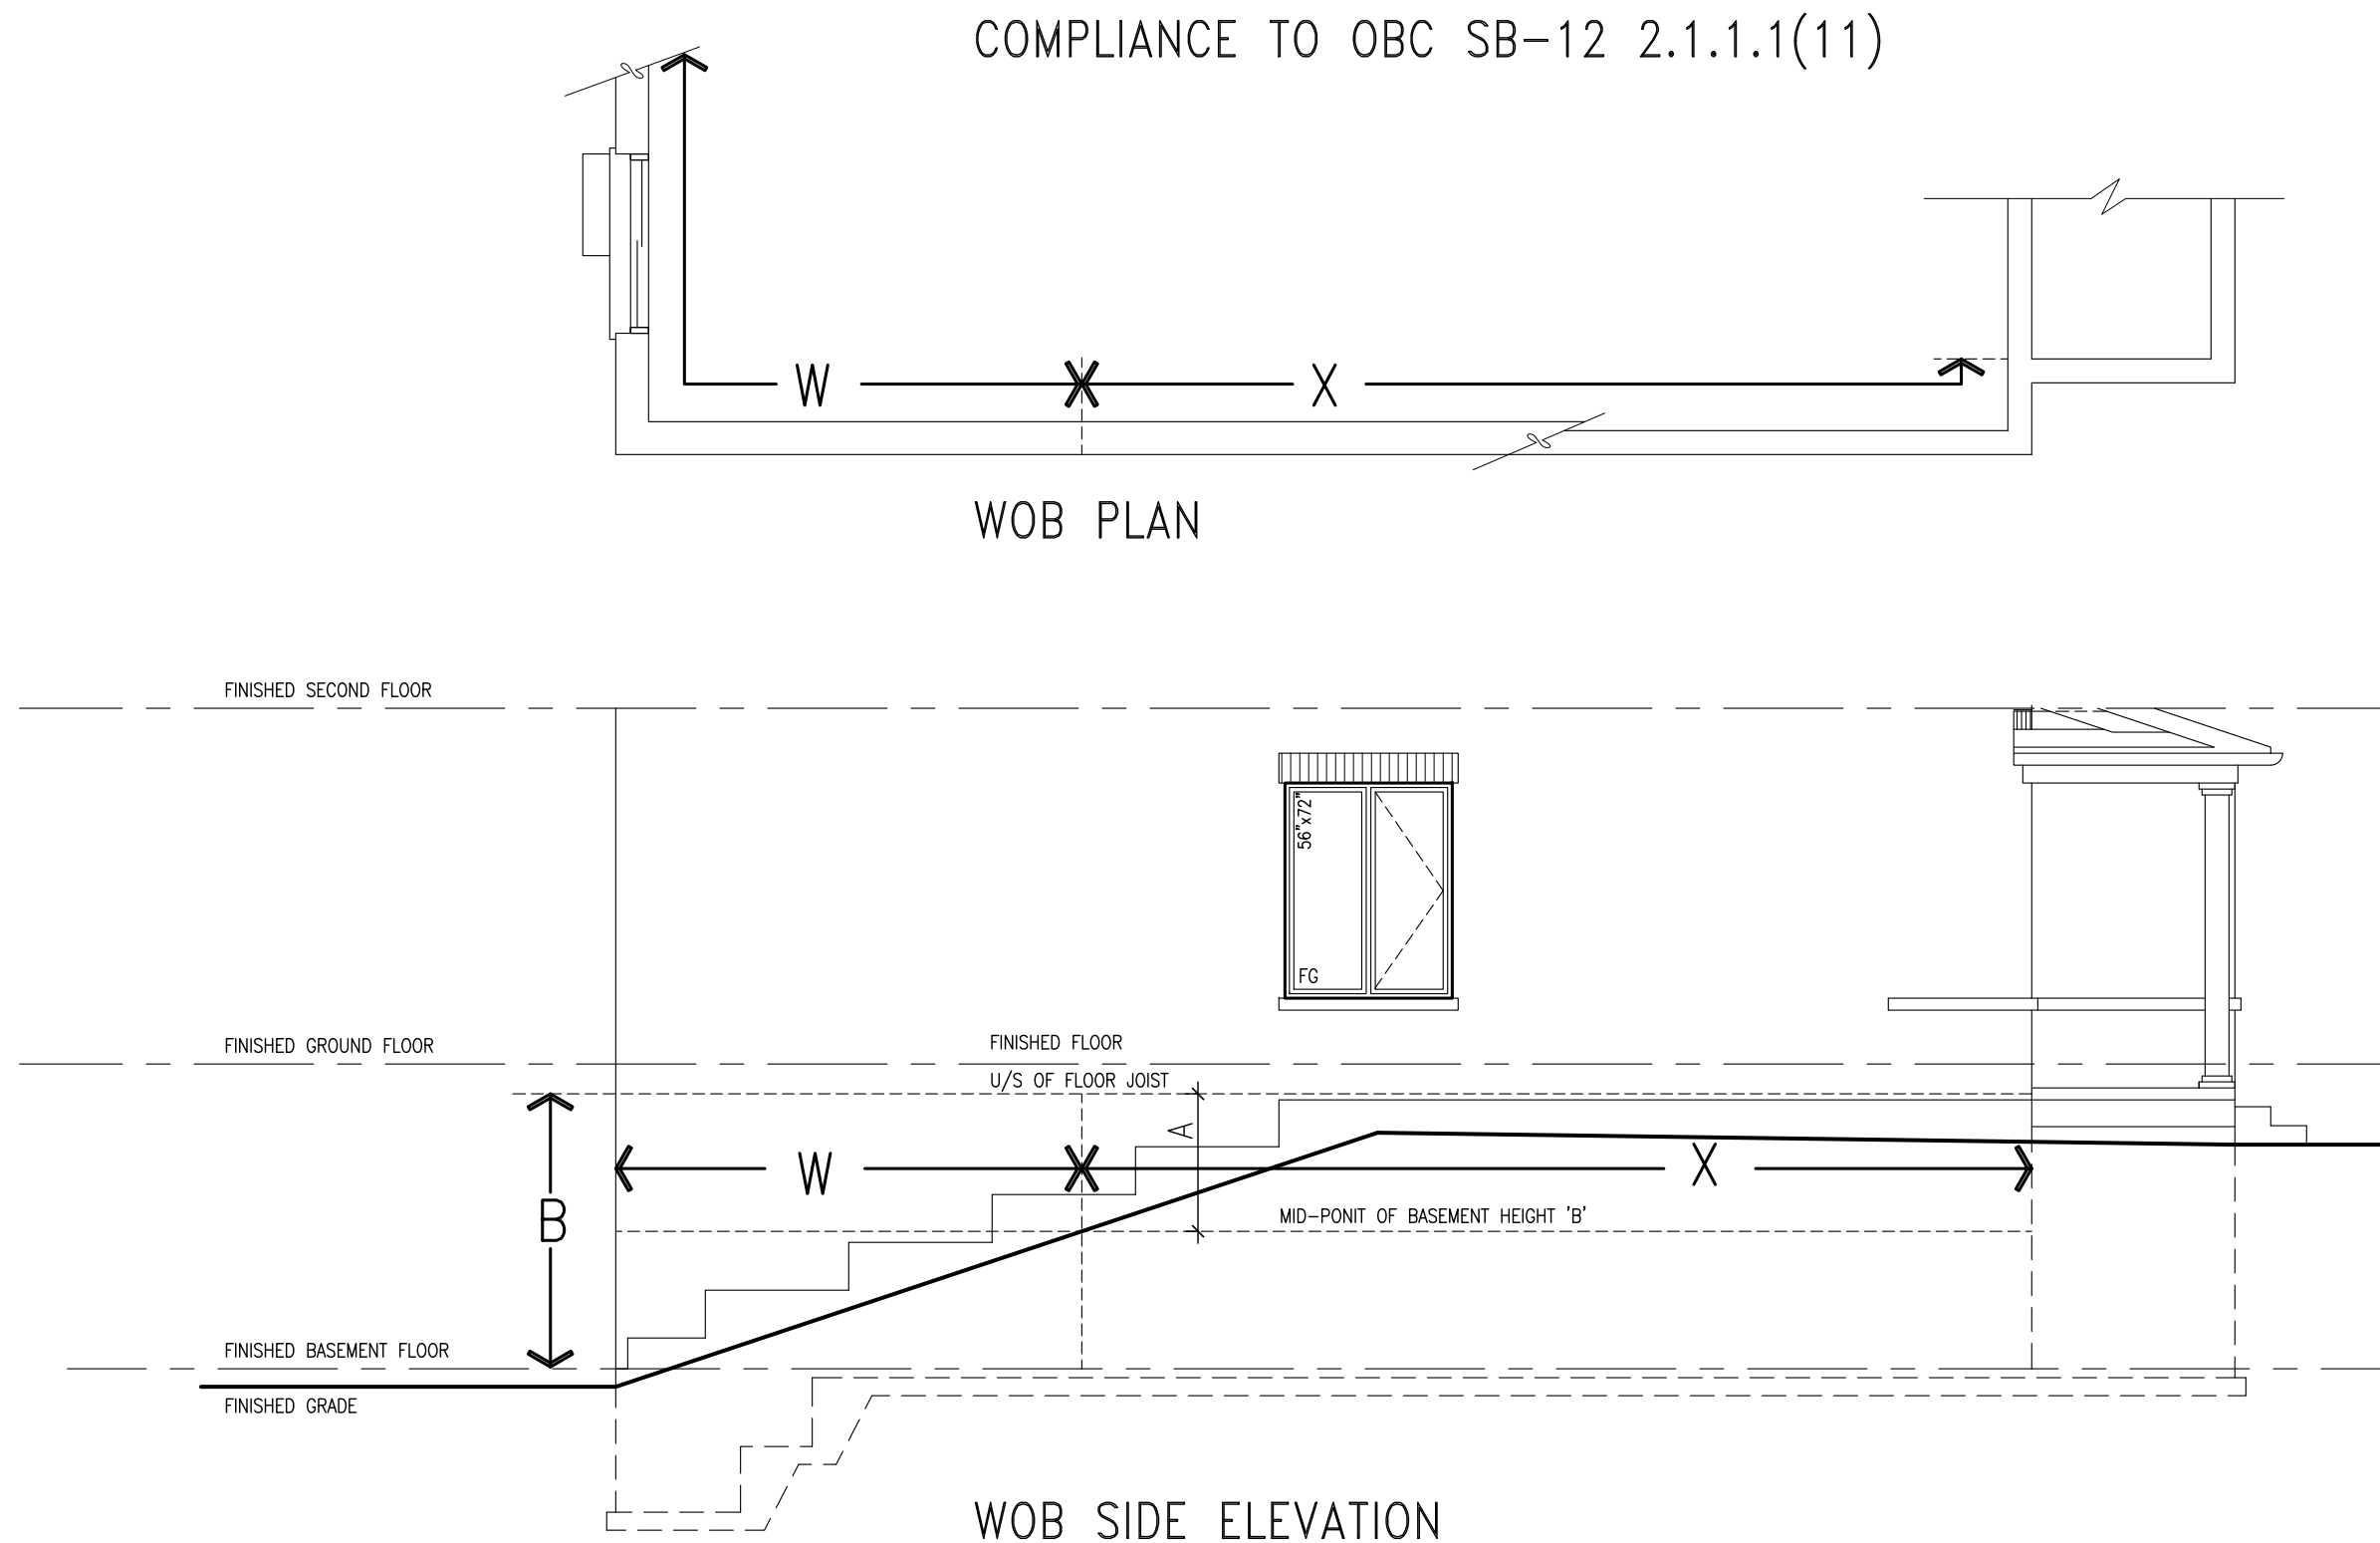 COMPLIANCE TO OBC SB-12 2.1.1.1(11)
W
X
WOB PLAN
FINISHED SECOND FLOOR
56"x72"
FG
FINISHED GROUND FLOOR
FINISHED FLOOR
U/S OF FLOOR JOIST
A
W
X
B
MID-PONIT OF BASEMENT HEIGHT 'B'
FINISHED BASEMENT FLOOR
FINISHED GRADE
WOB SIDE ELEVATION